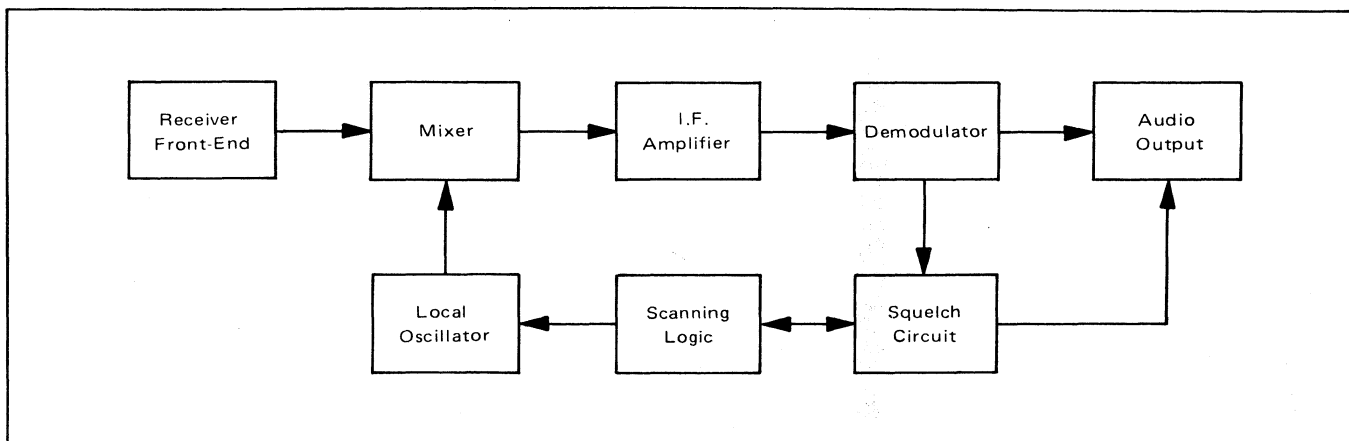 Receiver
Front-End
Mixer
I.F.
Amplifier
Demodulator
Audio
Output
Local
Oscillator
Scanning
Logic
Squelch
Circuit